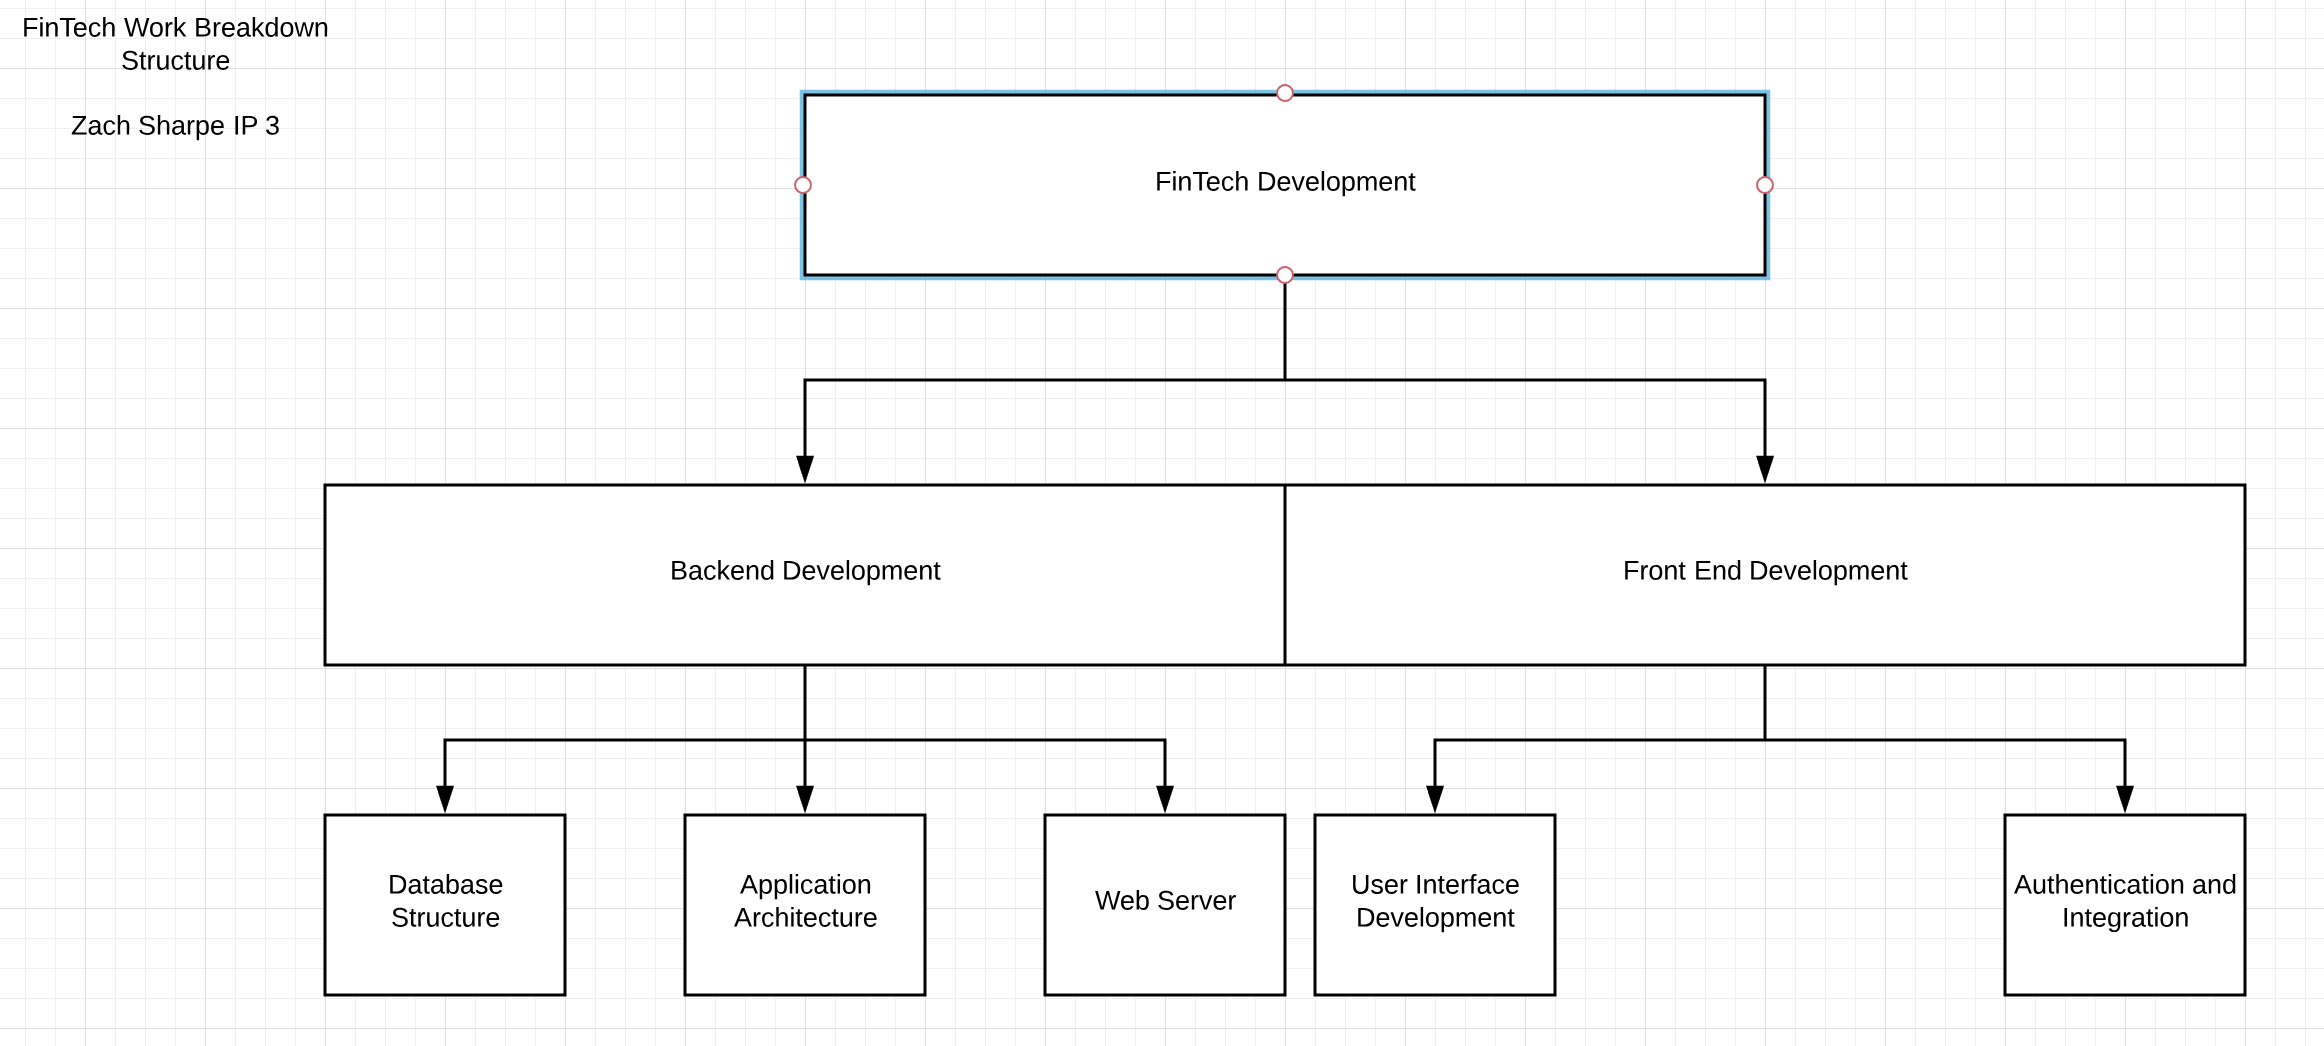 FinTech Work Breakdown
Structure
Zach Sharpe IP 3
FinTech Development
Backend Development
Front End Development
Database
Structure
Application
Architecture
Web Server
User Interface
Development
Authentication and
Integration